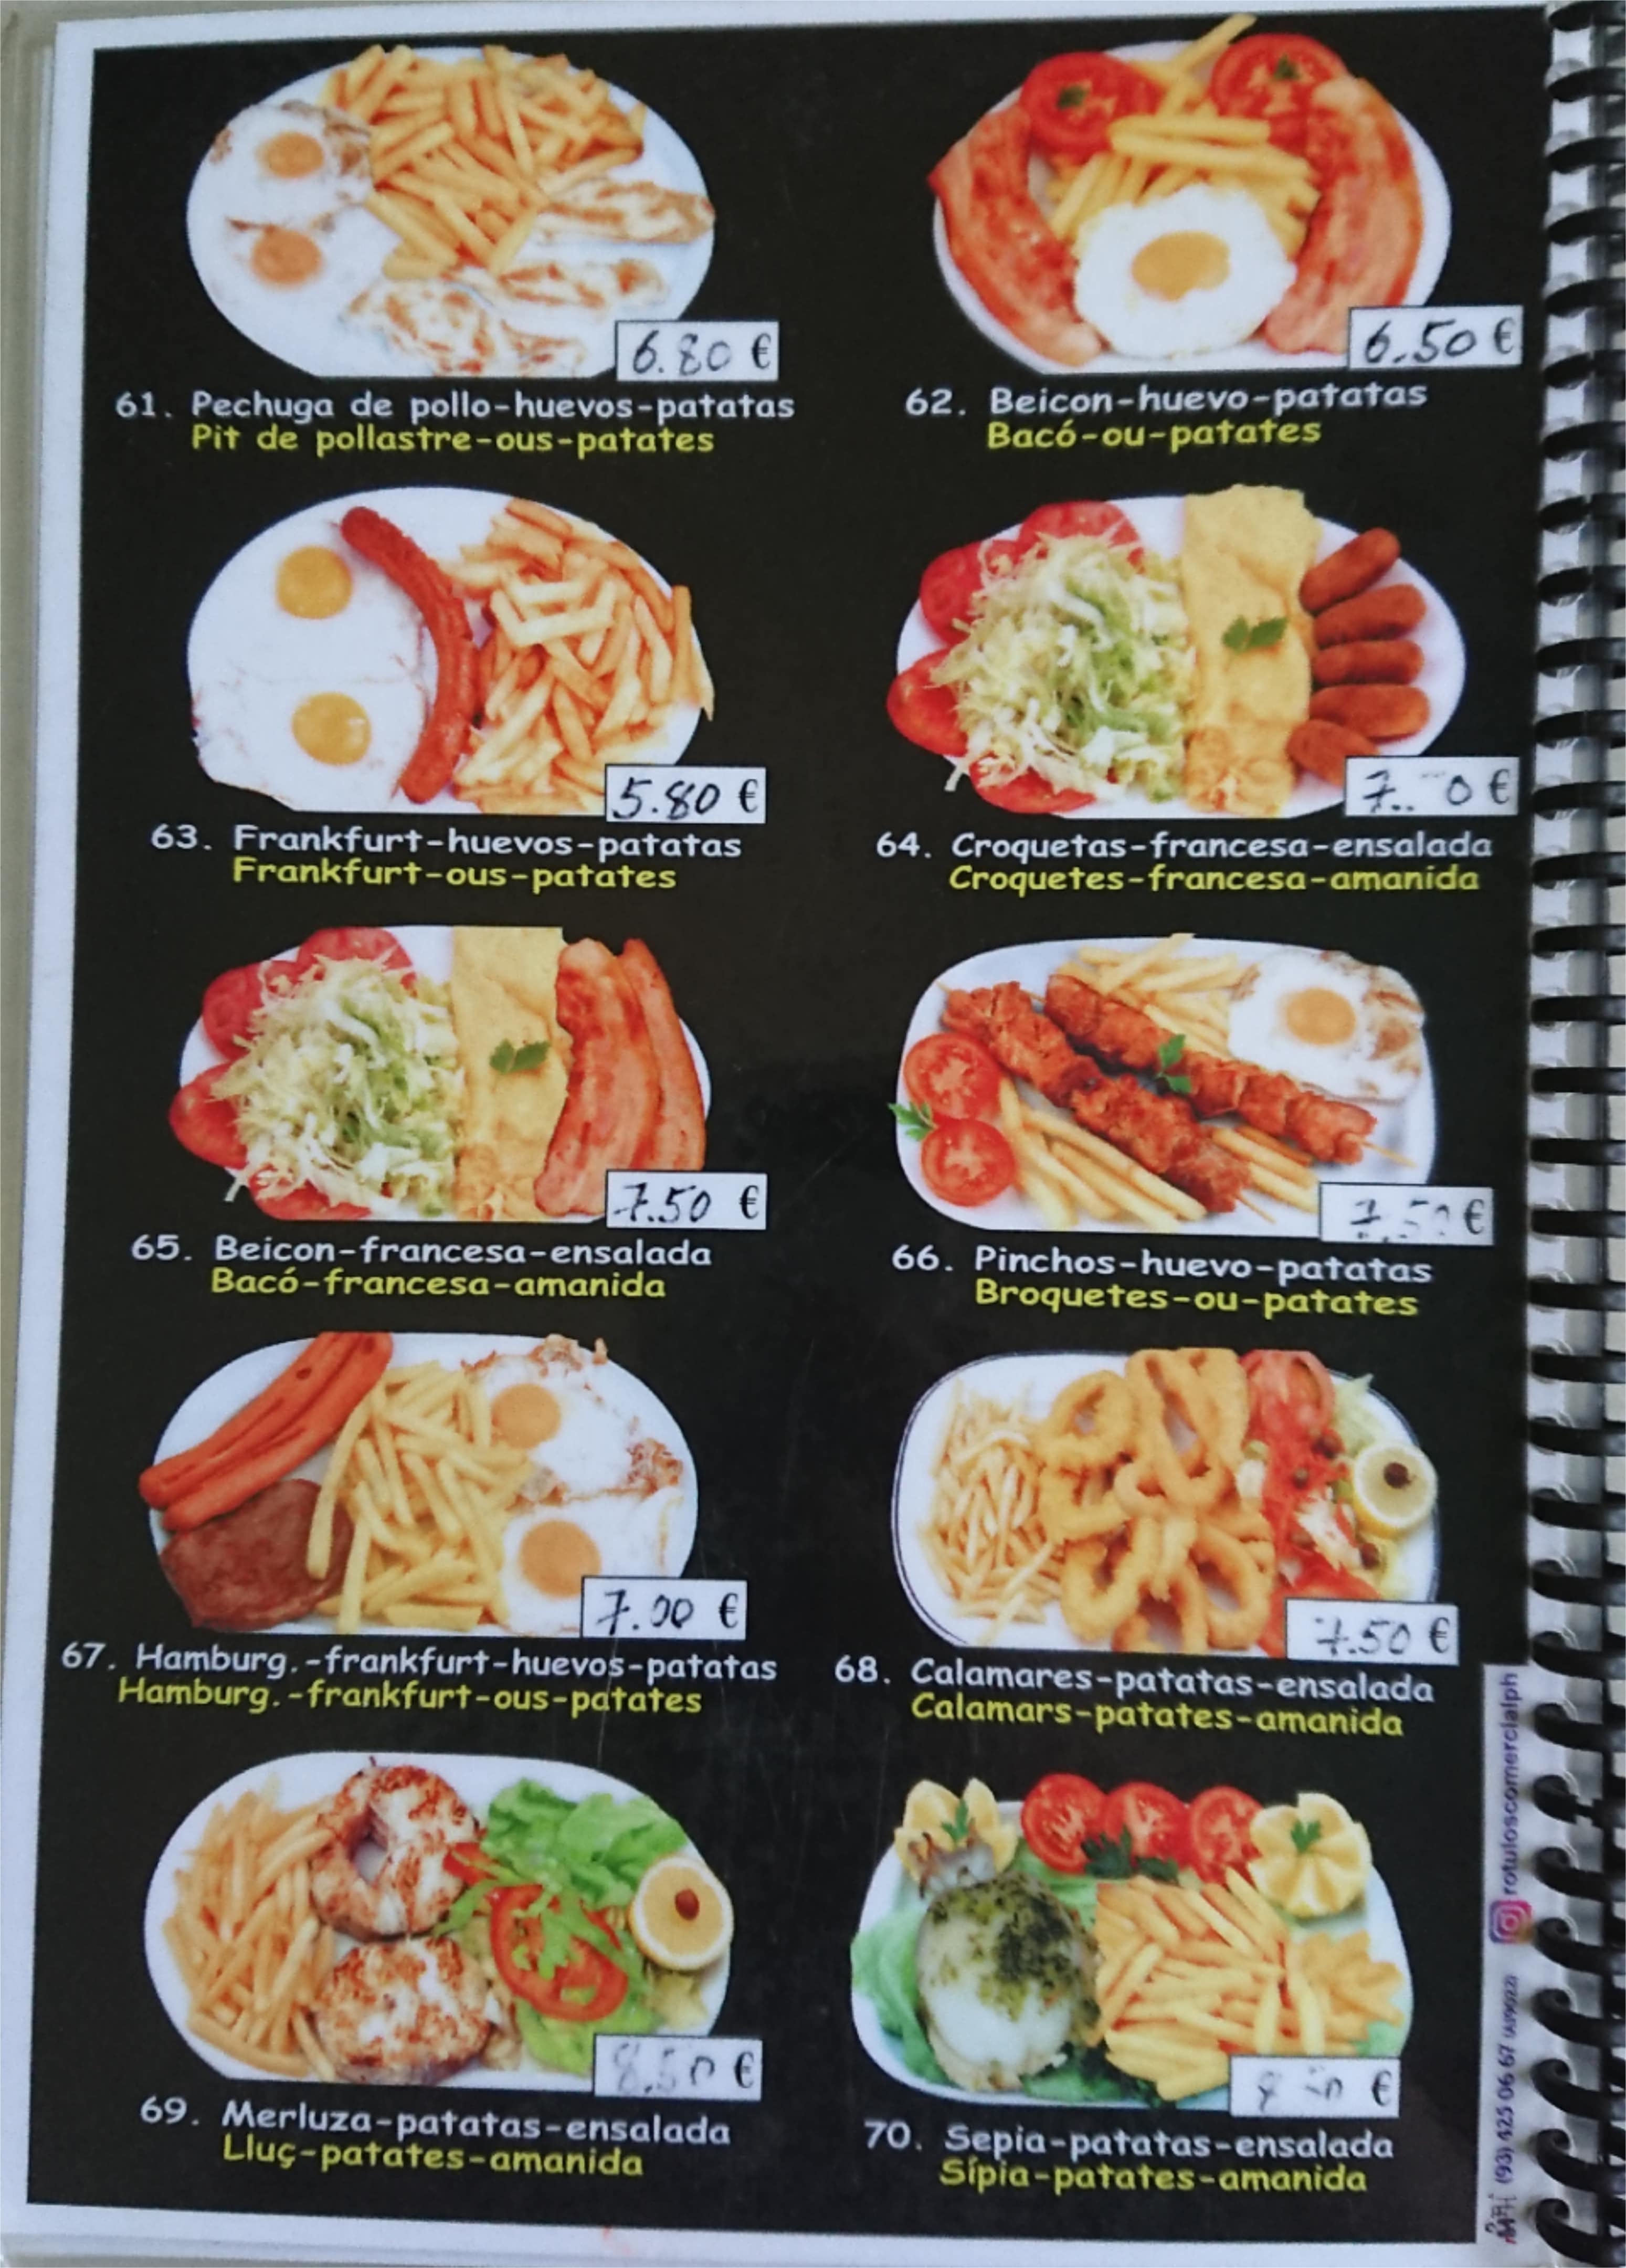 6.80 €
61. Pechuga de pollo-huevos-patatas
Pit de pollastre-ous-patates
6.50 €
62. Beicon-huevo-patatas
Bacó-ou-patates
5.80 €
63. Frankfurt-huevos-patatas
Frankfurt-ous-patates
€
64. Croquetas-francesa-ensalada
Croquetes-francesa-amanida
7.50 €
65. Beicon-francesa-ensalada
Bacó-francesa-amanida
7.50 €
66. Pinchos-huevo-patatas
Broquetes-ou-patates
7.00 €
67. Hamburg.-frankfurt-huevos-patatas
Hamburg.-frankfurt-ous-patates
7.50 €
68. Calamares-patatas-ensalada
Calamars-patates-amanida
8.50 €
69. Merluza-patatas-ensalada
Lluç-patates-amanida
€
70. Sepia-patatas-ensalada
Sípia-patates-amanida
rotuloscomercialph
(93) 425 06 67